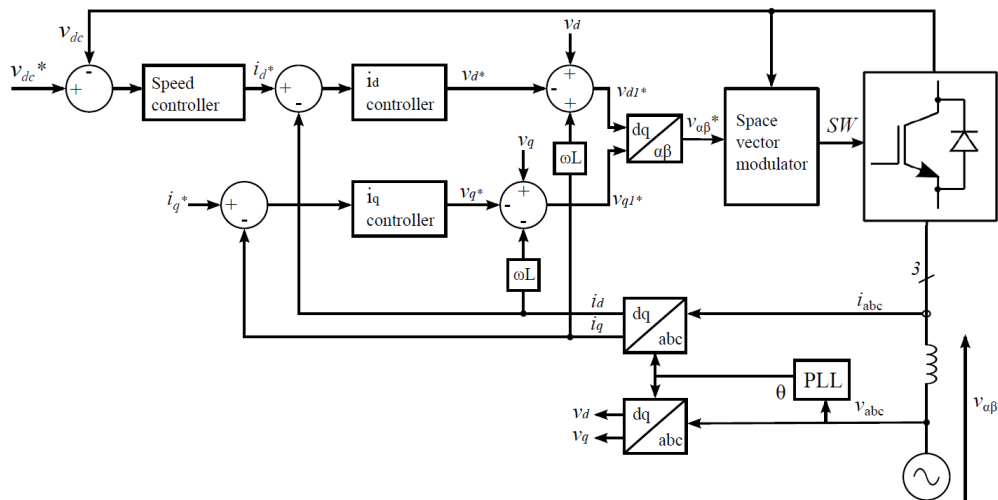 v_dc
v_d
v_dc*
-
+
Speed
controller
i_d*
+
-
i_d
controller
v_d*
+
-
+
v_d1*
v_q
ωL
dq
αβ
v_αβ*
Space
vector
modulator
SW
i_q*
+
-
i_q
controller
v_q*
+
-
-
v_q1*
ωL
3
i_d
i_q
dq
abc
i_abc
θ
PLL
v_d
v_q
dq
abc
v_abc
v_αβ